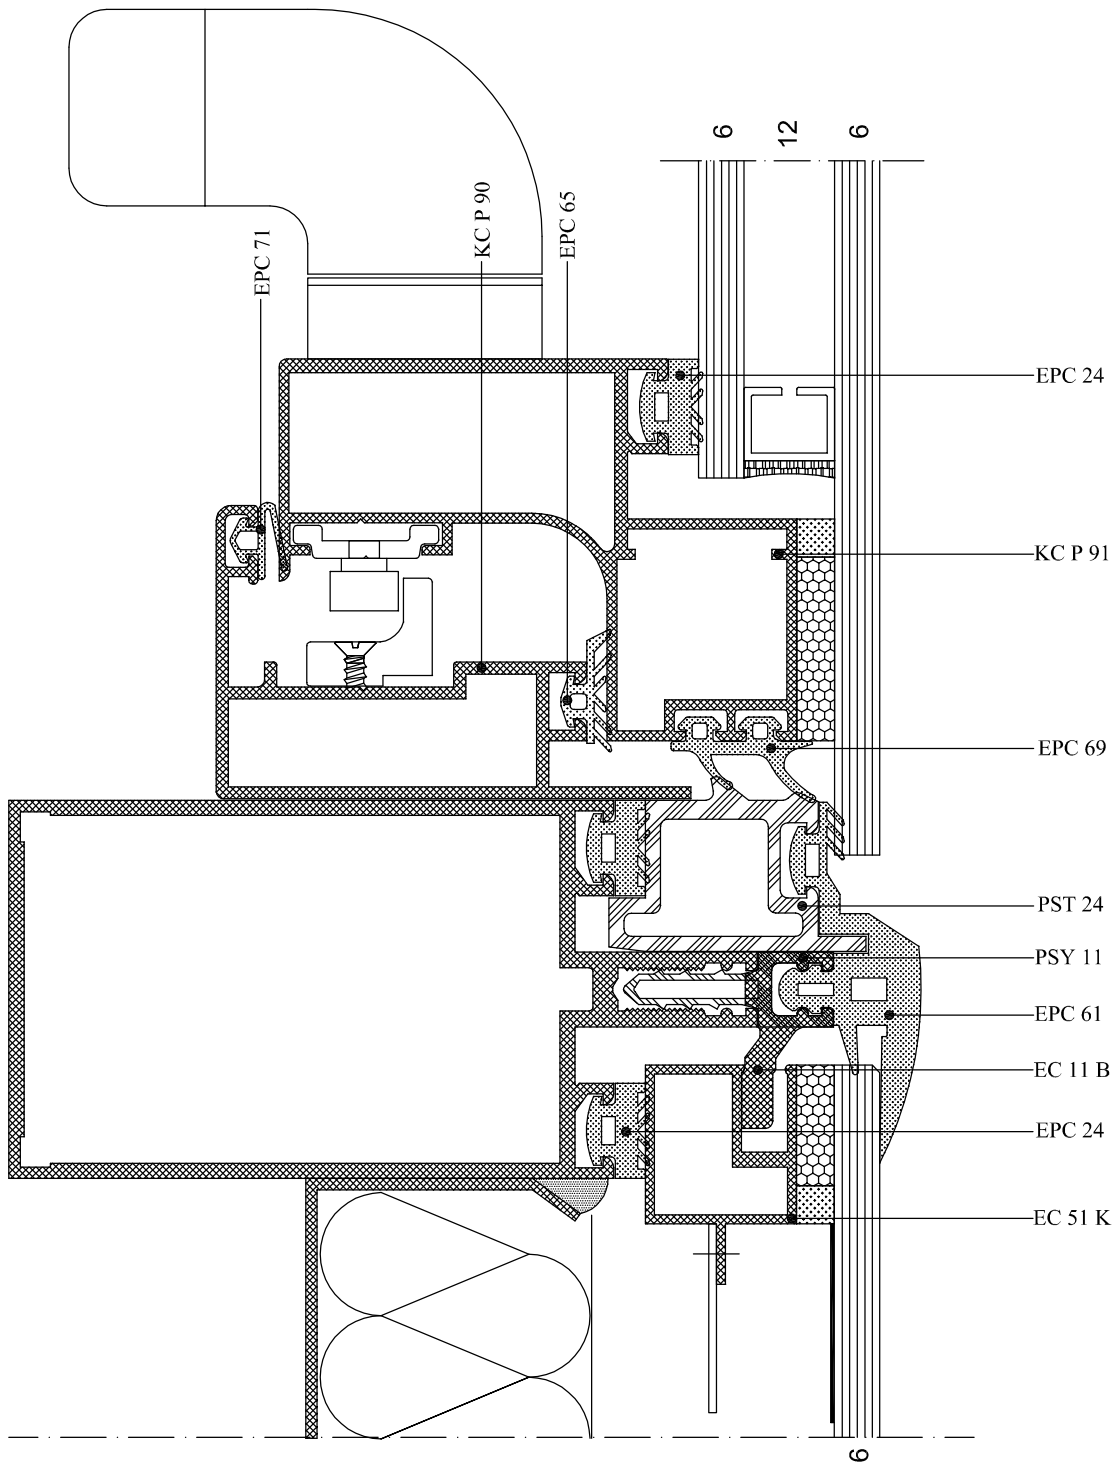 6
12
6
EPC 71
KC P 90
EPC 65
EPC 24
KC P 91
EPC 69
PST 24
PSY 11
EPC 61
EC 11 B
EPC 24
EC 51 K
6